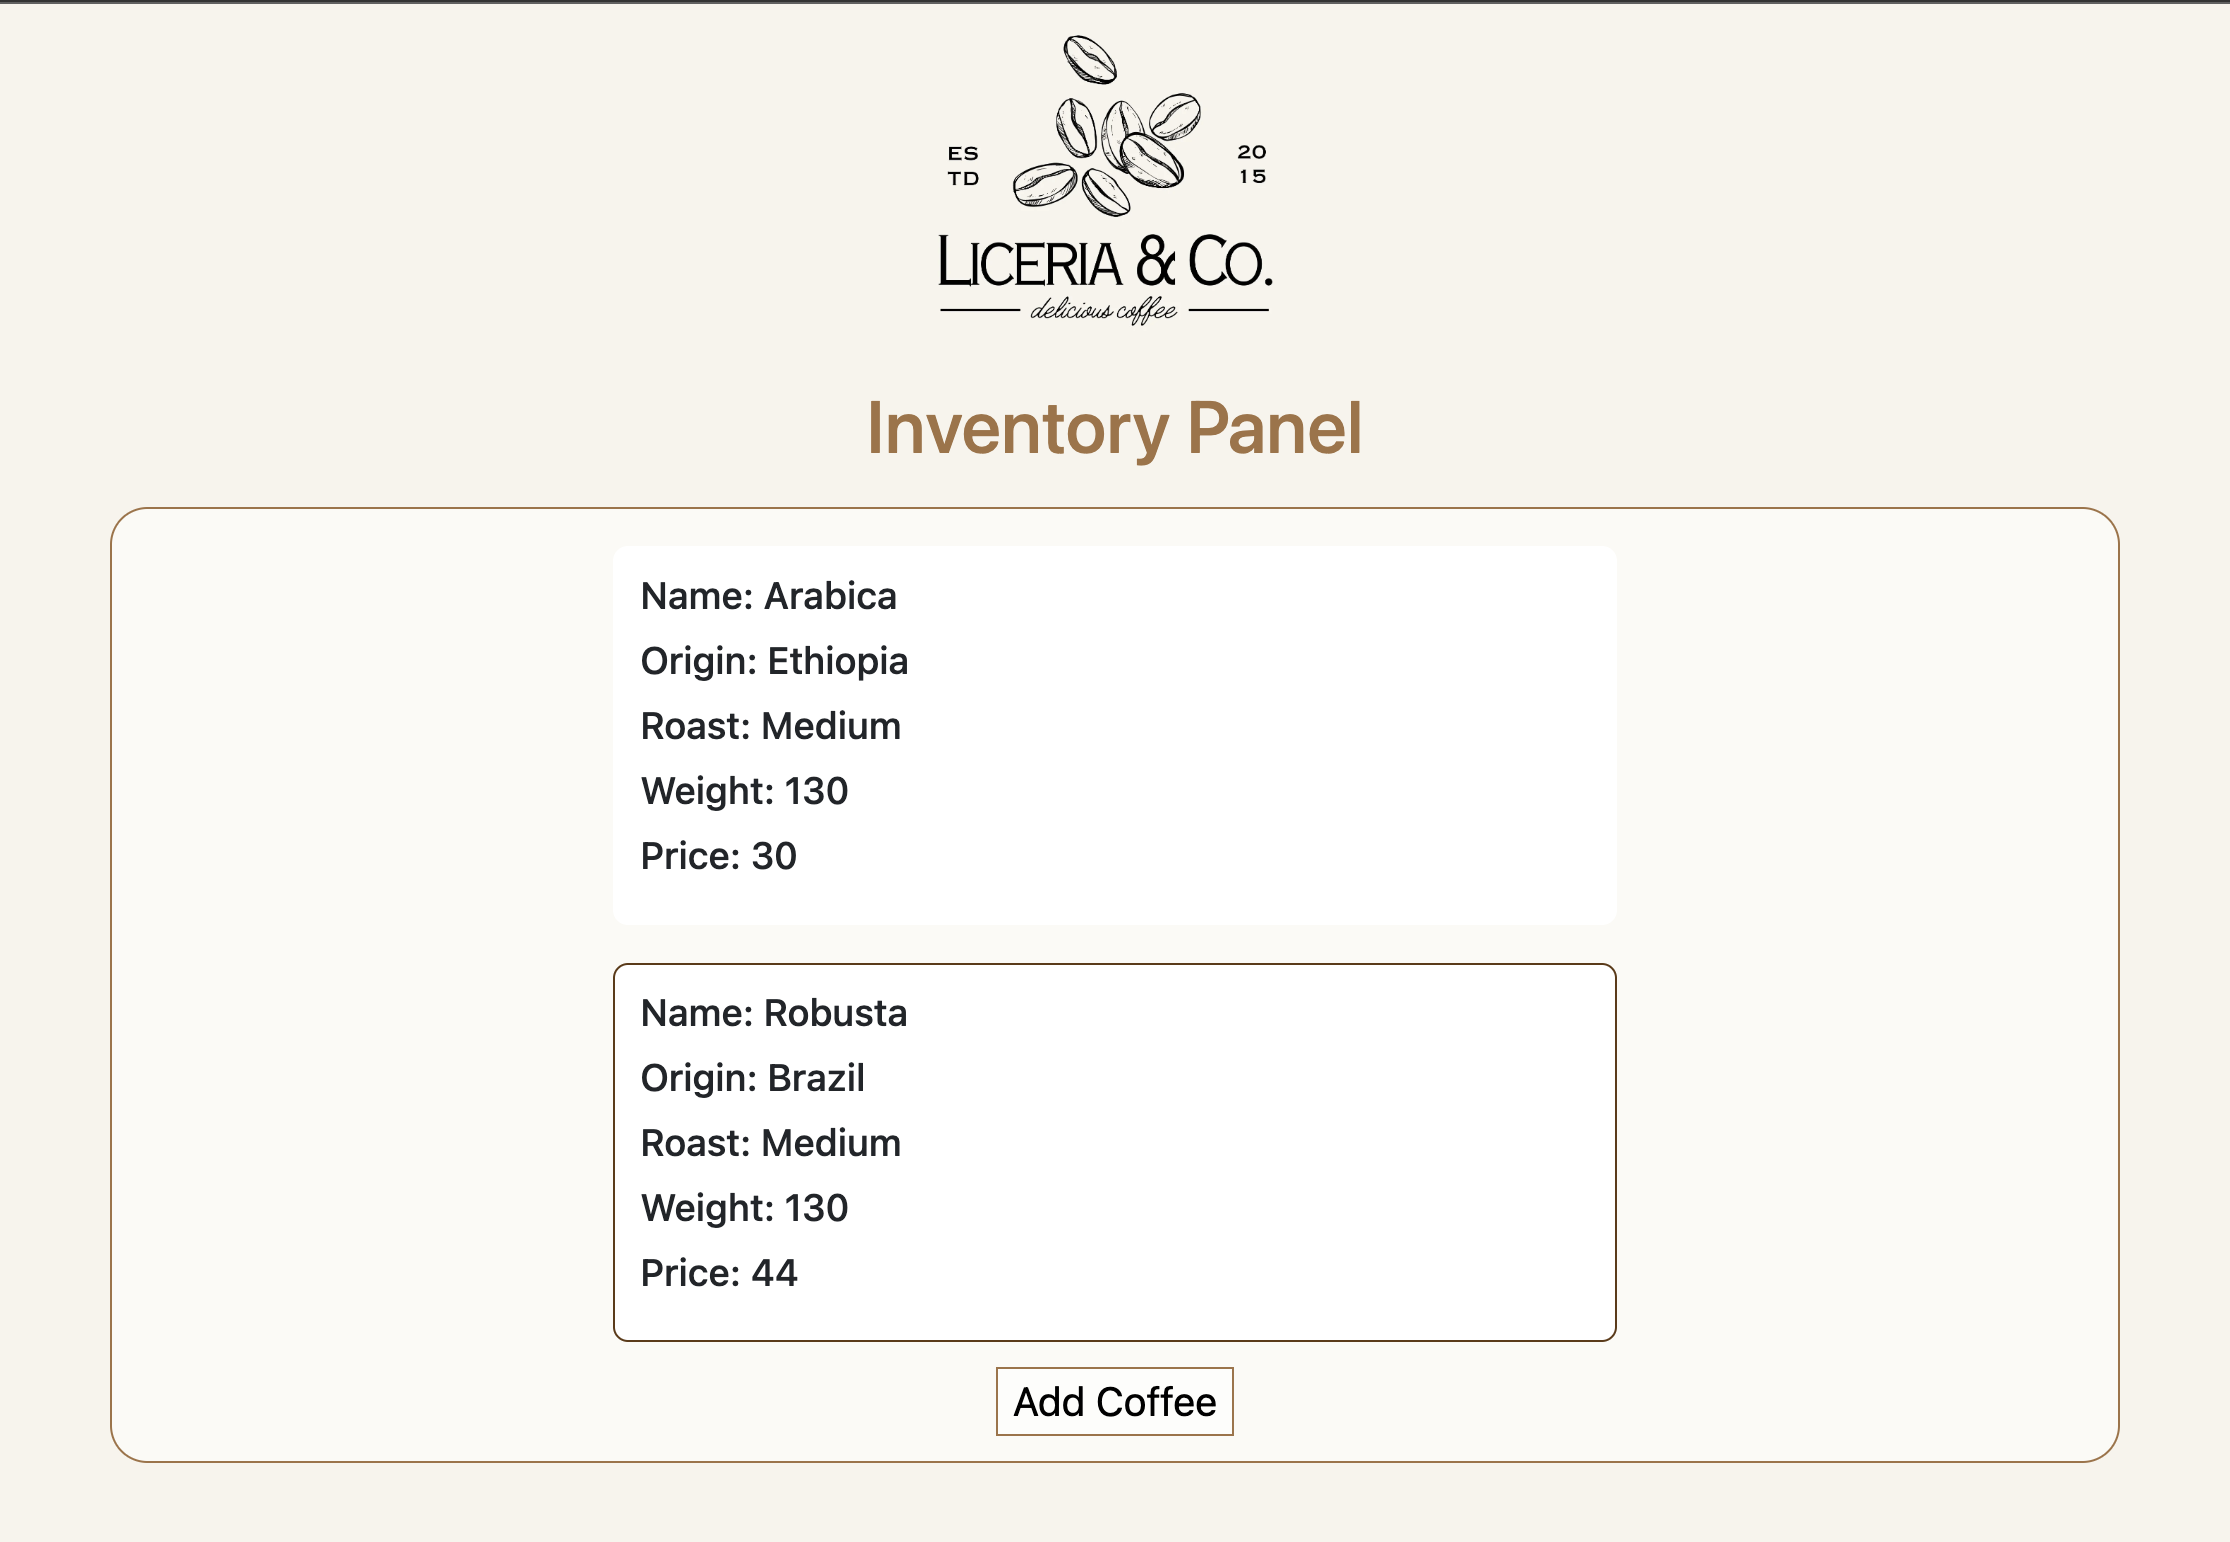 ES
TD
20
15
LICERIA & CO.
delicious coffee
Inventory Panel
Name: Arabica
Origin: Ethiopia
Roast: Medium
Weight: 130
Price: 30
Name: Robusta
Origin: Brazil
Roast: Medium
Weight: 130
Price: 44
Add Coffee